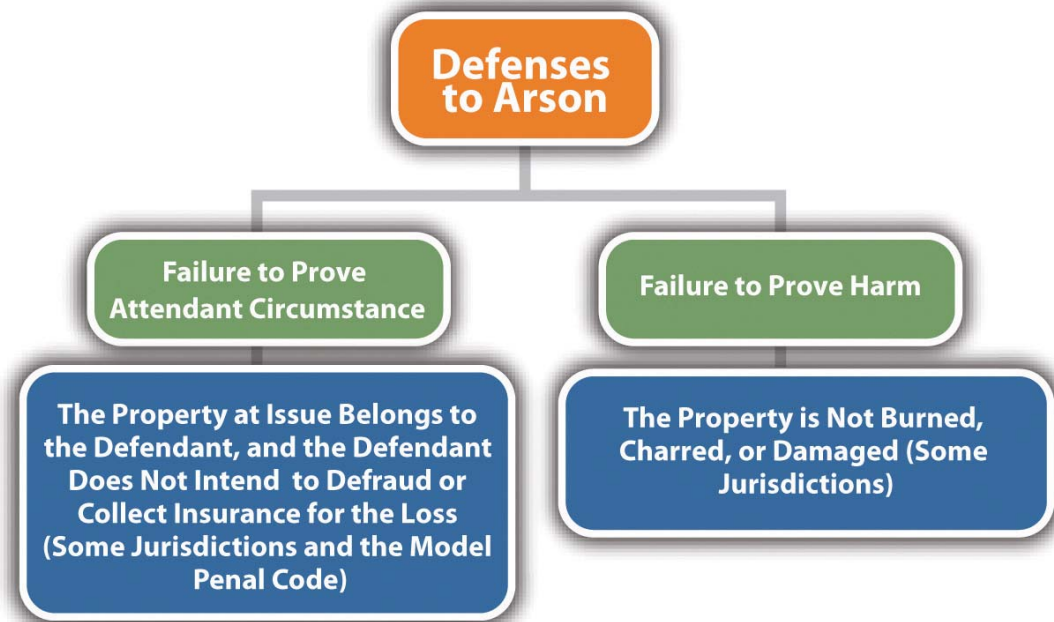 Defenses
to Arson
Failure to Prove
Attendant Circumstance
Failure to Prove Harm
The Property at Issue Belongs to
the Defendant, and the Defendant
Does Not Intend to Defraud or
Collect Insurance for the Loss
(Some Jurisdictions and the Model
Penal Code)
The Property is Not Burned,
Charred, or Damaged (Some
Jurisdictions)